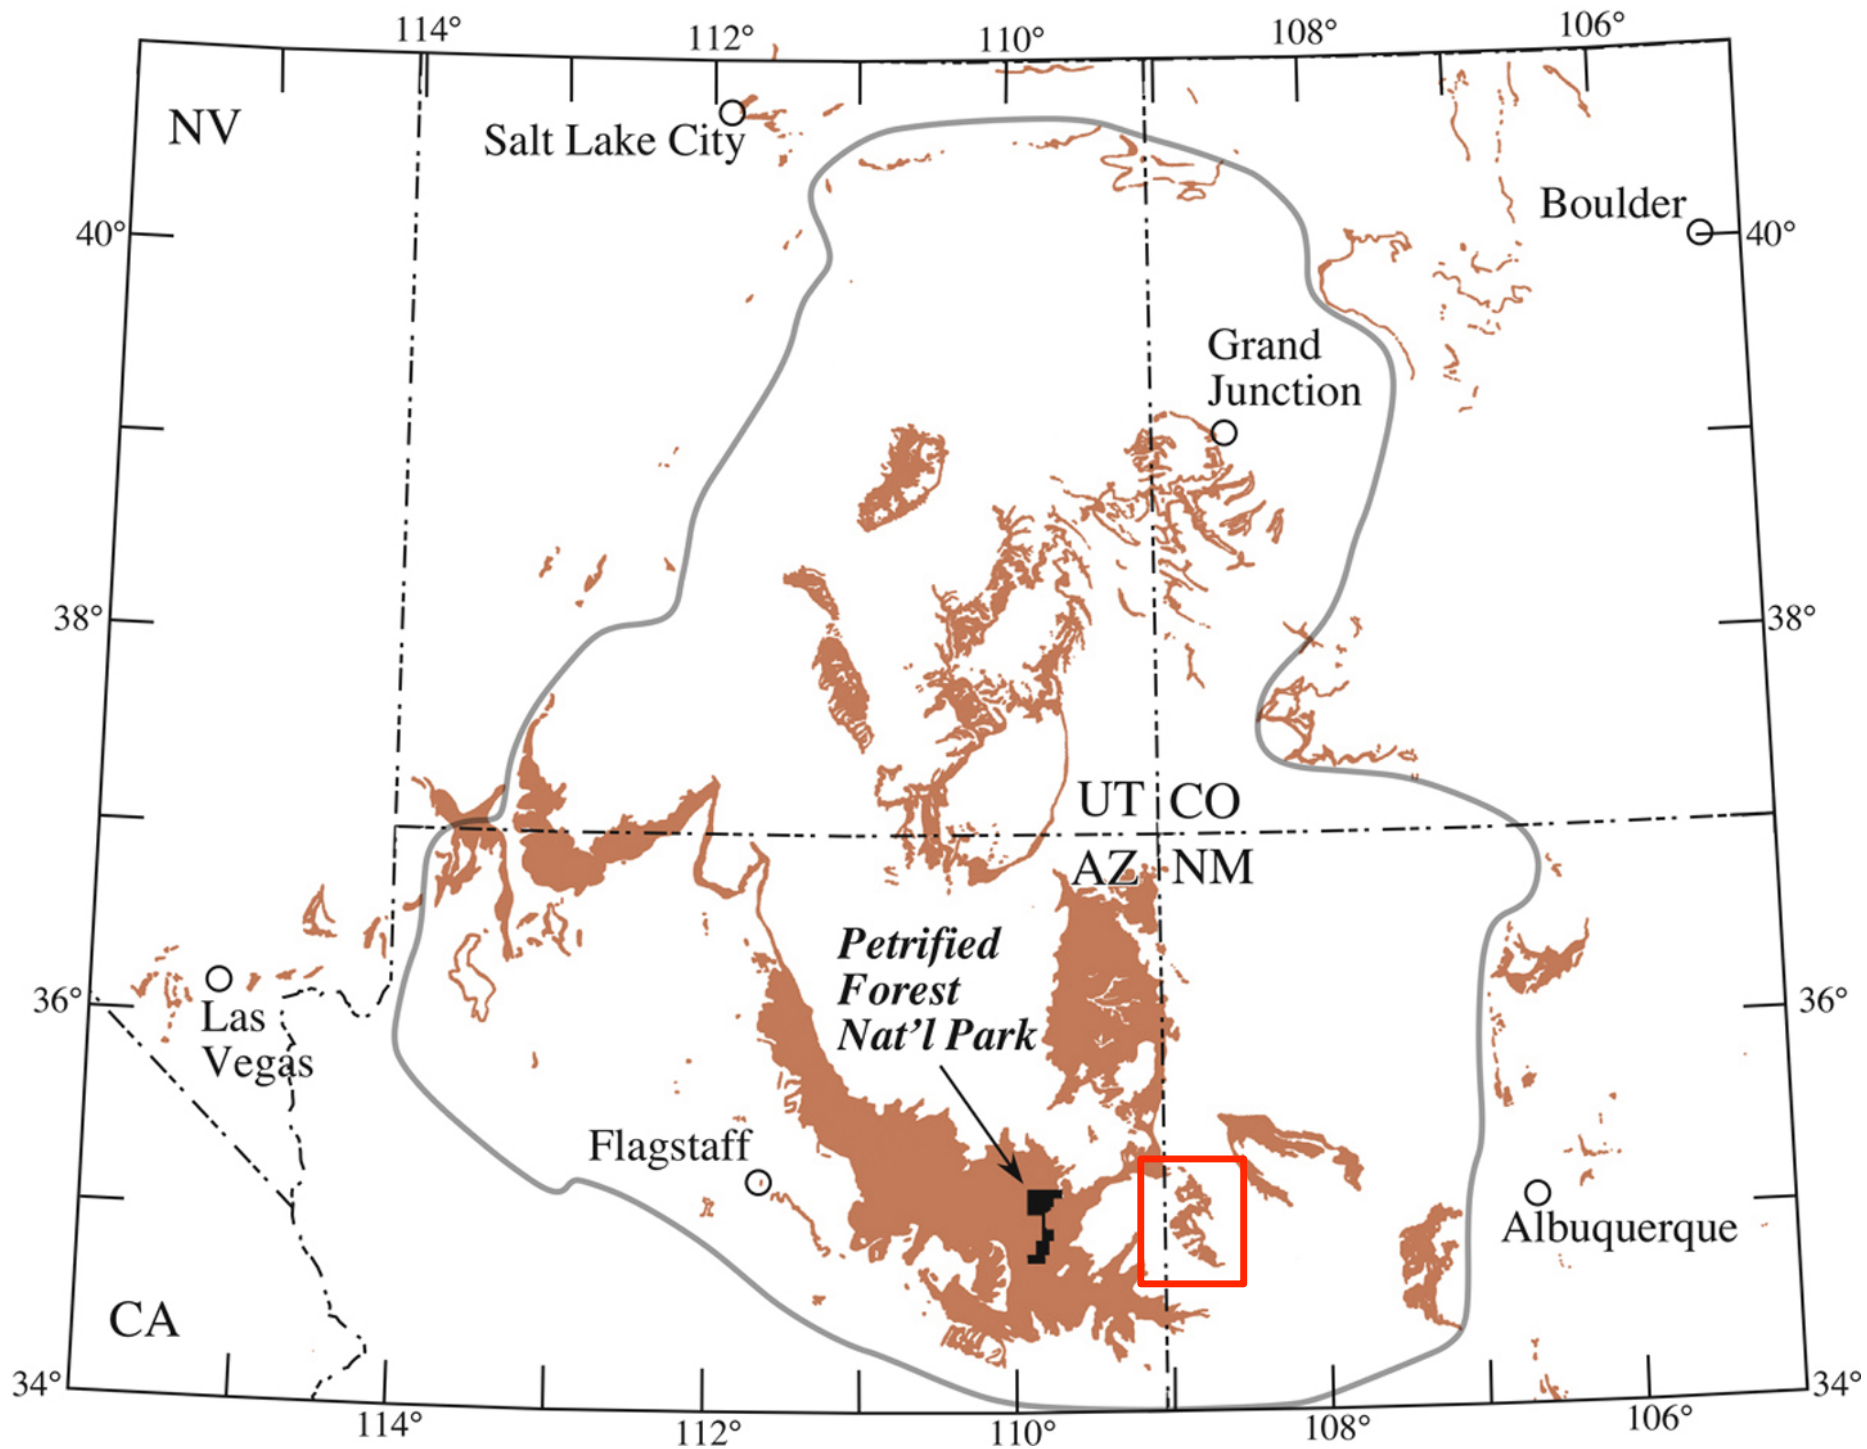 114°
112°
110°
108°
106°
NV
Salt Lake City
Boulder
40°
40°
Grand
Junction
38°
38°
UT
CO
AZ
NM
Petrified
Forest
Nat’l Park
36°
36°
Las
Vegas
Flagstaff
Albuquerque
CA
34°
34°
114°
112°
110°
108°
106°